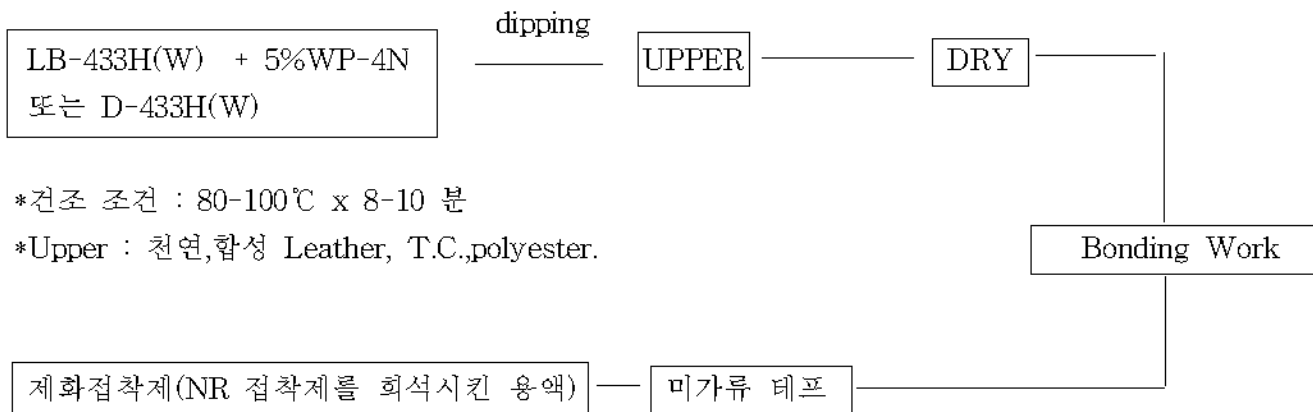 dipping
LB-433H(W) + 5%WP-4N
또는 D-433H(W)
UPPER
DRY
*건조 조건 : 80-100℃ x 8-10 분
*Upper : 천연,합성 Leather, T.C.,polyester.
Bonding Work
제화접착제(NR 접착제를 희석시킨 용액)
미가류 테프